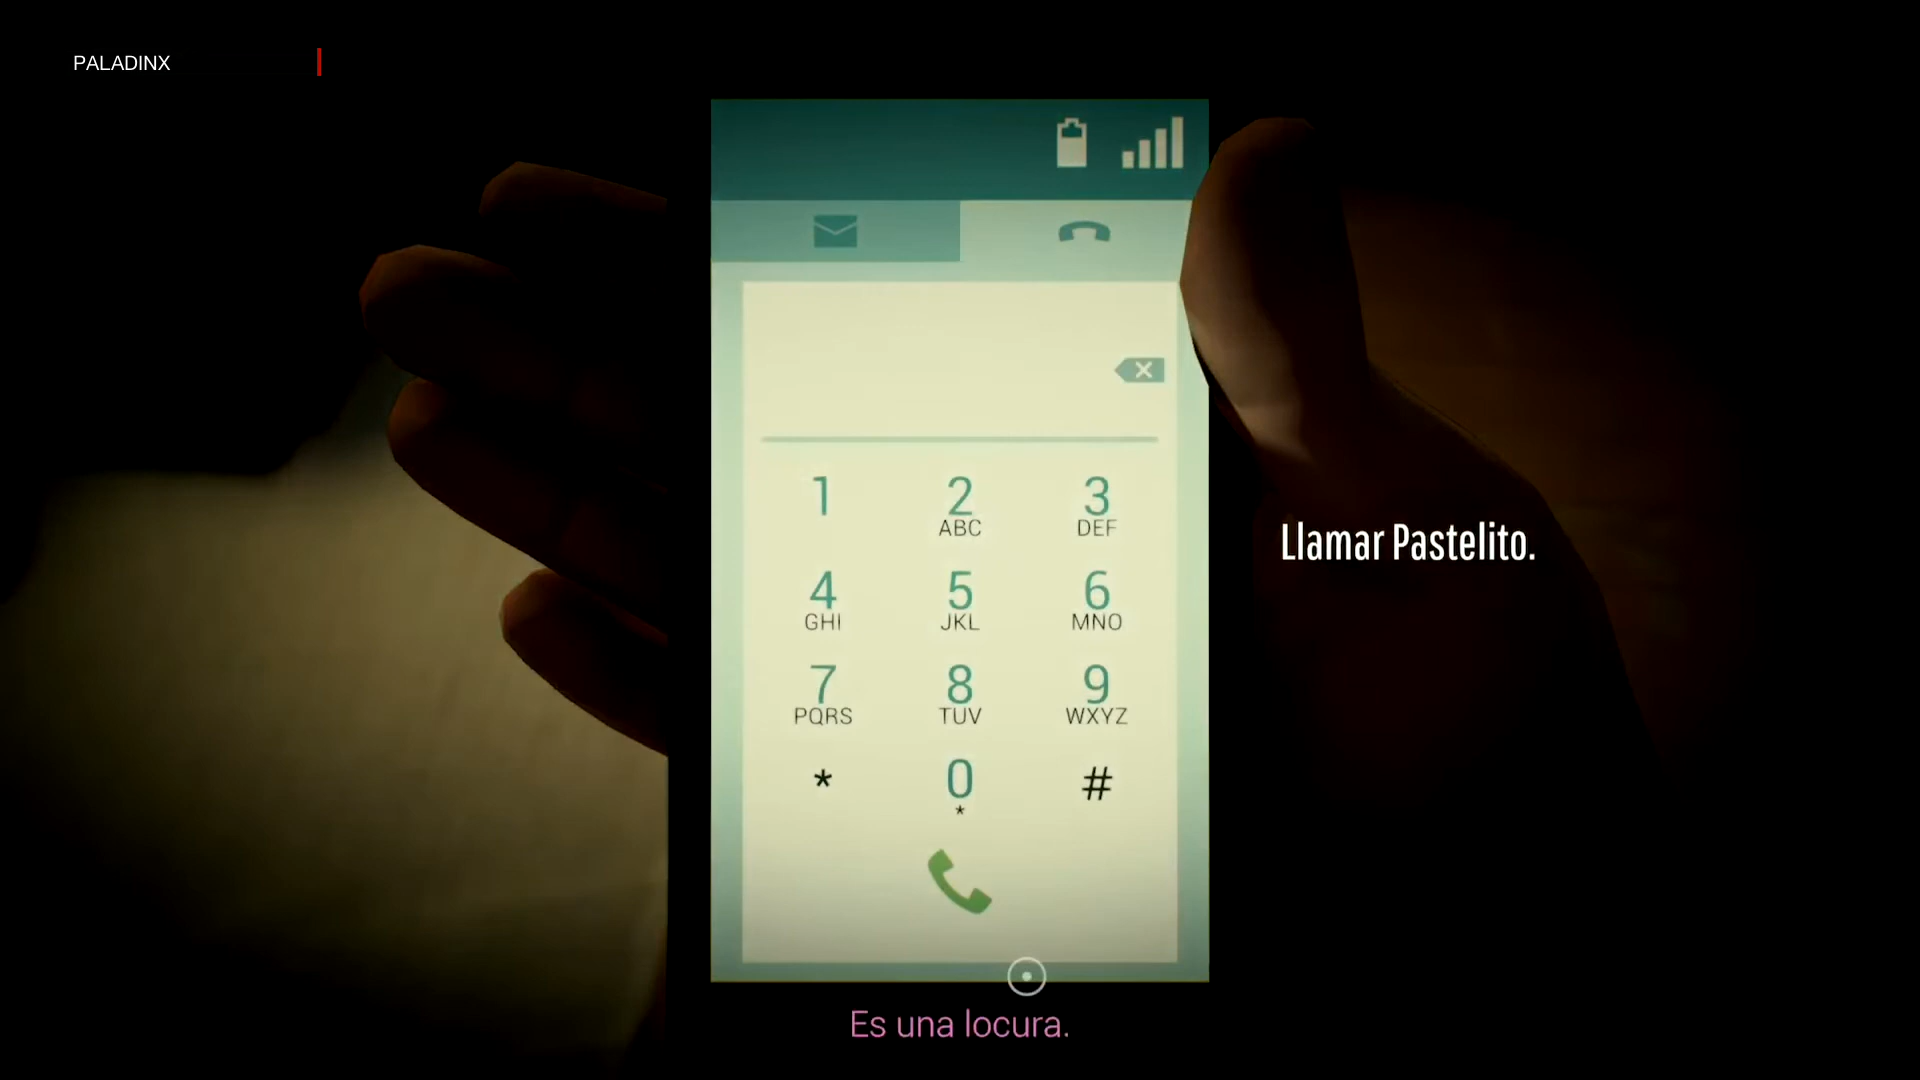 PALADINX
1
2
3
ABC
DEF
4
5
6
GHI
JKL
MNO
7
8
9
PQRS
TUV
WXYZ
*
0
#
*
Llamar Pastelito.
Es una locura.